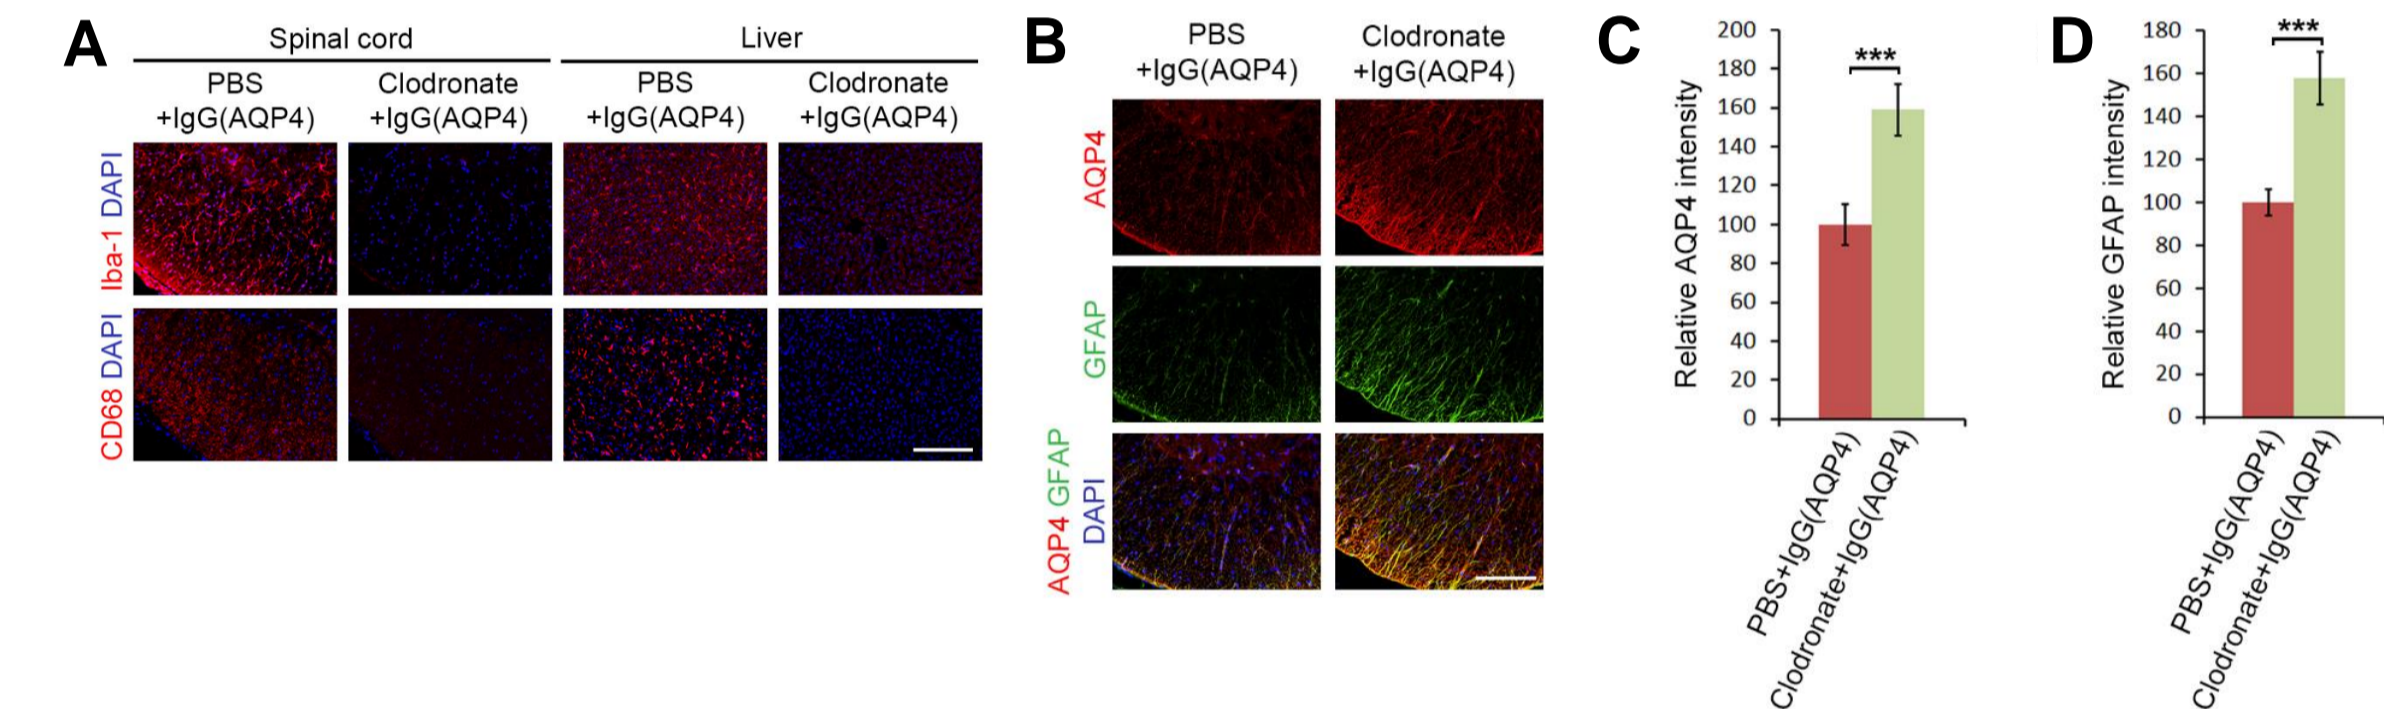 A
Spinal cord
Liver
PBS
+IgG(AQP4)
Clodronate
+IgG(AQP4)
PBS
+IgG(AQP4)
Clodronate
+IgG(AQP4)
Iba-1 DAPI
CD68 DAPI
B
PBS
+IgG(AQP4)
Clodronate
+IgG(AQP4)
AQP4
GFAP
AQP4 GFAP
DAPI
C
Relative AQP4 intensity
200
180
160
140
120
100
80
60
40
20
0
***
PBS+IgG(AQP4)
Clodronate+IgG(AQP4)
D
Relative GFAP intensity
180
160
140
120
100
80
60
40
20
0
***
PBS+IgG(AQP4)
Clodronate+IgG(AQP4)